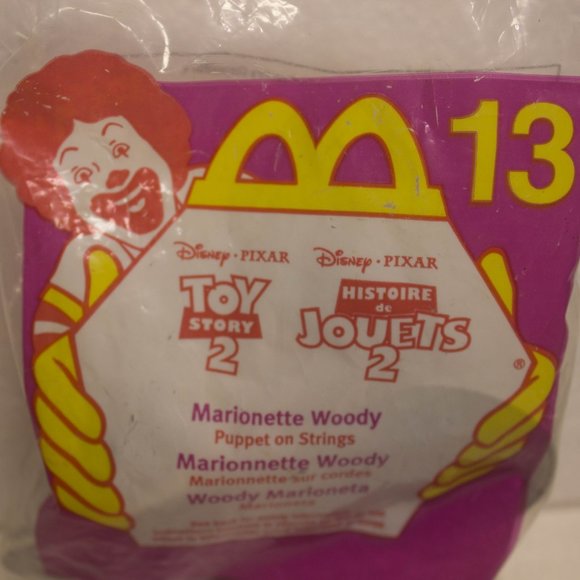 13
Disney · PIXAR
TOY
STORY
2
Disney · PIXAR
HISTOIRE
de
JOUETS
2
®
Marionette Woody
Puppet on Strings
Marionnette Woody
Marionnette sur cordes
Woody Marioneta
Marioneta